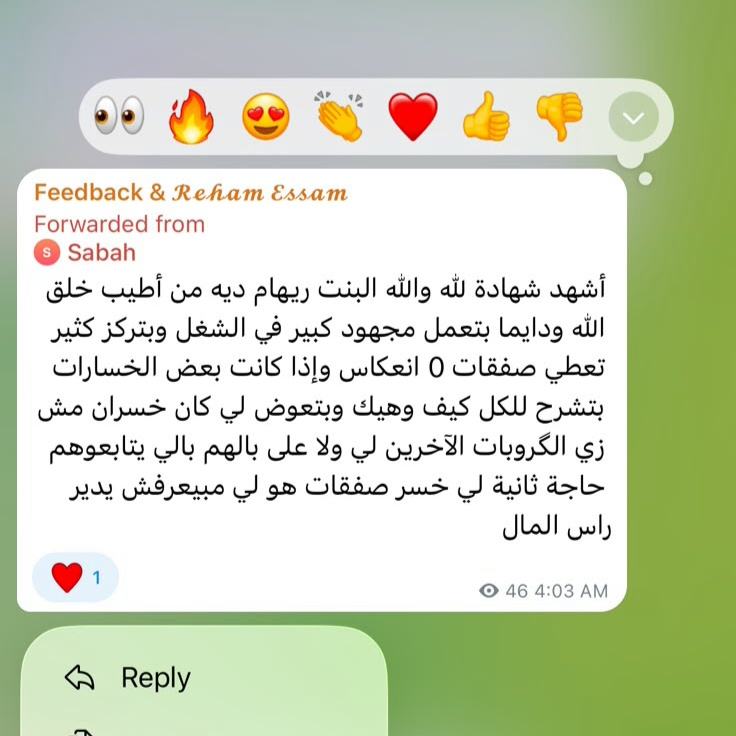 Feedback & Reham Essam
Forwarded from
S Sabah
أشهد شهادة لله والله البنت ريهام ديه من أطيب خلق
الله ودايما بتعمل مجهود كبير في الشغل وبتركز كثير
تعطي صفقات 0 انعكاس وإذا كانت بعض الخسارات
بتشرح للكل كيف وهيك وبتعوض لي كان خسران مش
زي الگروبات الآخرين لي ولا على بالهم بالي يتابعوهم
حاجة ثانية لي خسر صفقات هو لي مبيعرفش يدير
راس المال
1
46 4:03 AM
Reply